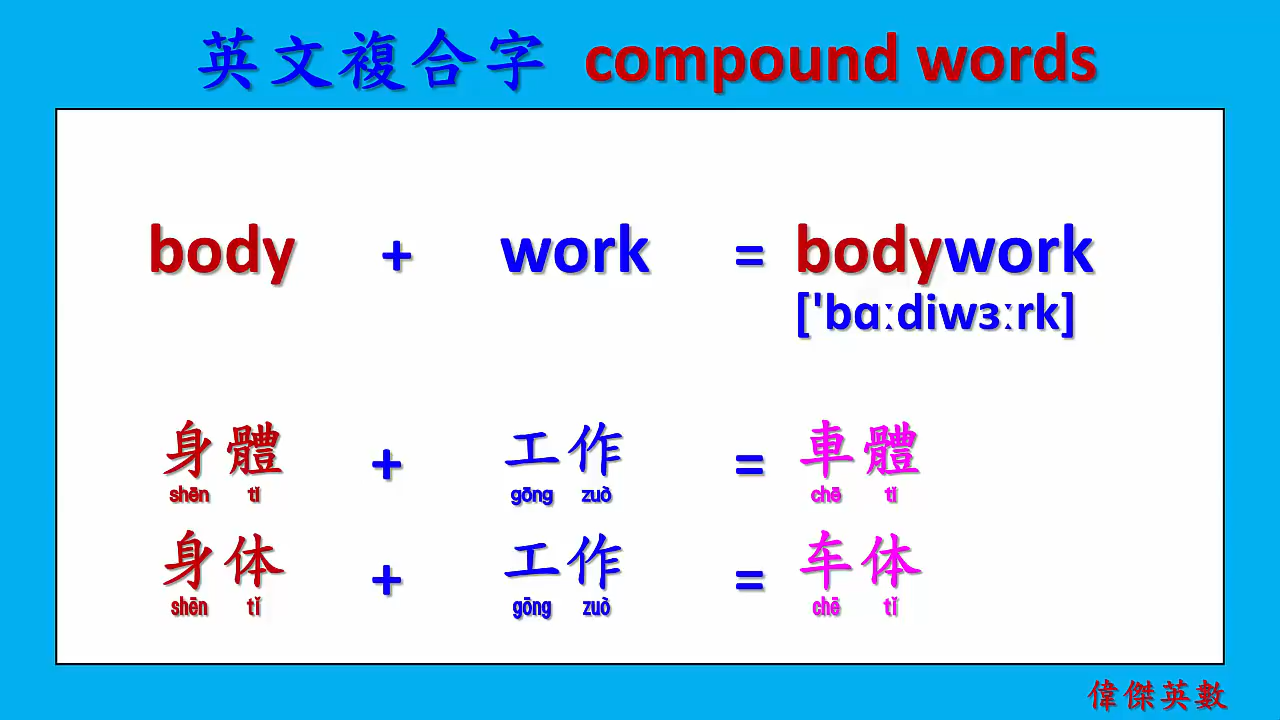 英文複合字 compound words
body + work = bodywork
['bɑːdiwɜːrk]
身體 + 工作 = 車體
shēn tǐ gōng zuò chē tǐ
身体 + 工作 = 车体
shēn tǐ gōng zuò chē tǐ
偉傑英數